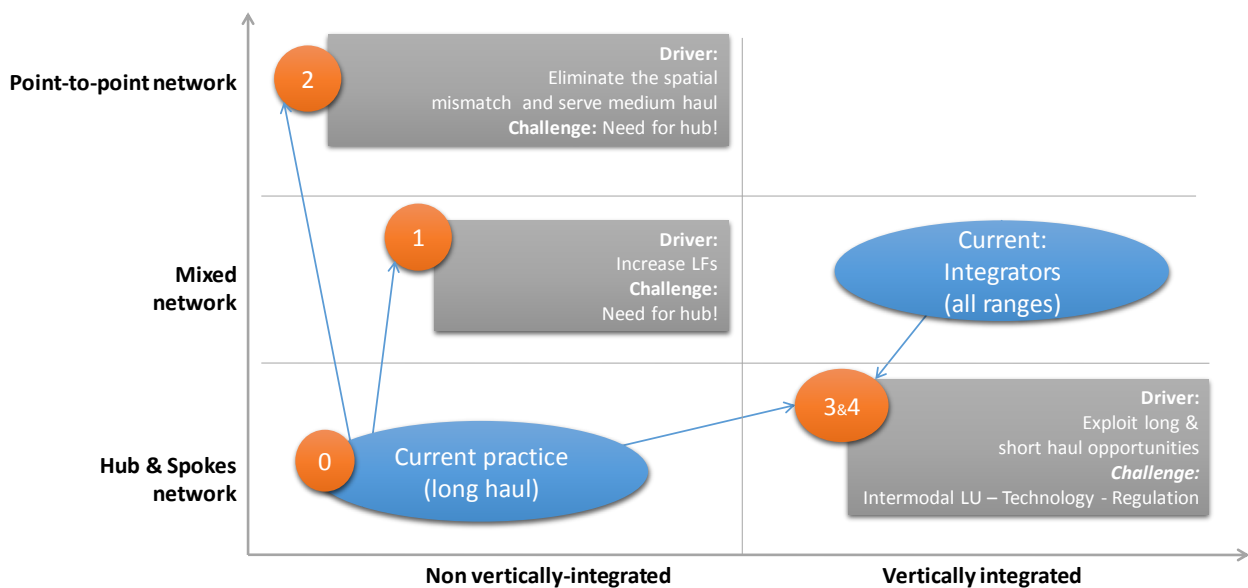 Point-to-point network
2
Driver:
Eliminate the spatial
mismatch and serve medium haul
Challenge: Need for hub!
Mixed
network
1
Driver:
Increase LFs
Challenge:
Need for hub!
Current:
Integrators
(all ranges)
Hub & Spokes
network
0
Current practice
(long haul)
3&4
Driver:
Exploit long &
short haul opportunities
Challenge:
Intermodal LU – Technology - Regulation
Non vertically-integrated
Vertically integrated